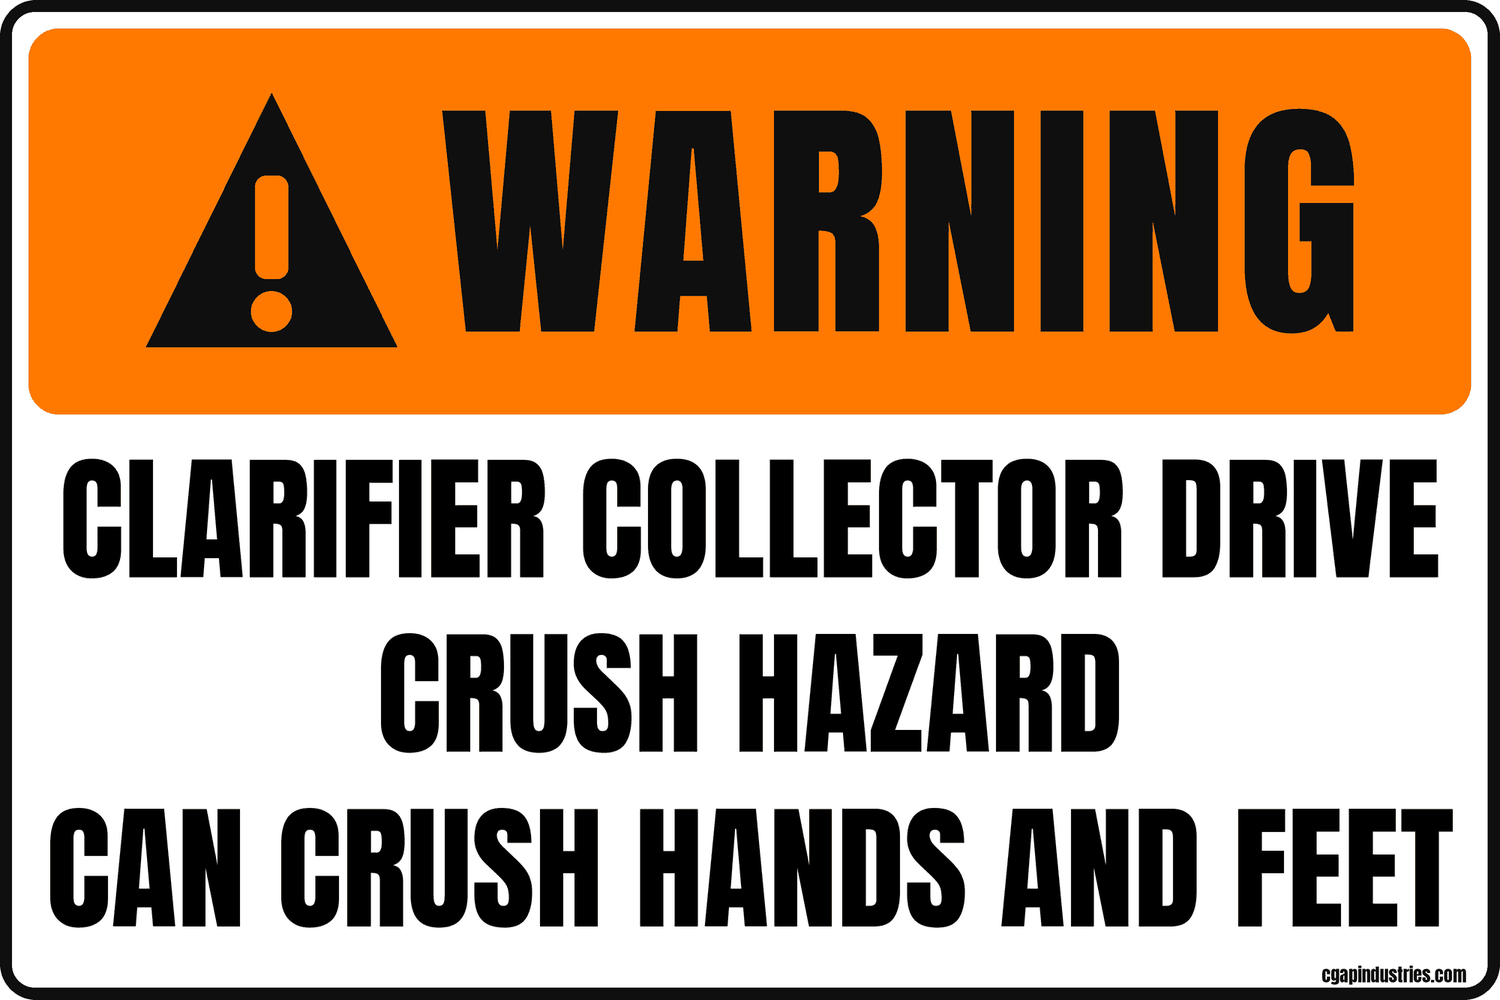 WARNING
CLARIFIER COLLECTOR DRIVE
CRUSH HAZARD
CAN CRUSH HANDS AND FEET
cgapindustries.com